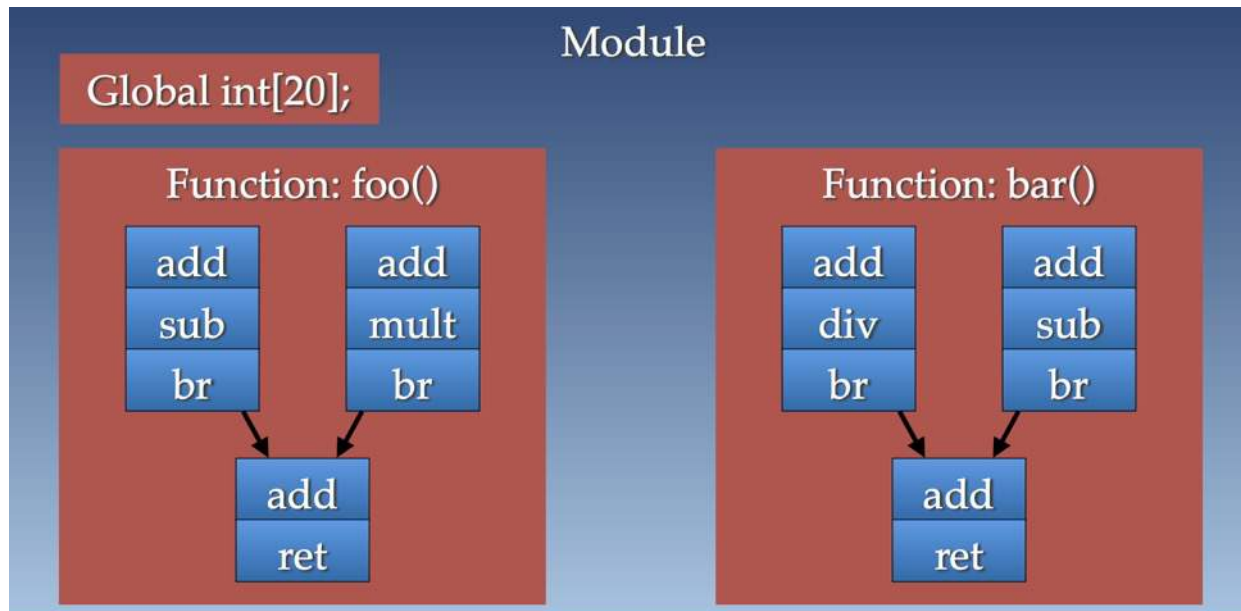 Module
Global int[20];
Function: foo()
add
sub
br
add
mult
br
add
ret
Function: bar()
add
div
br
add
sub
br
add
ret